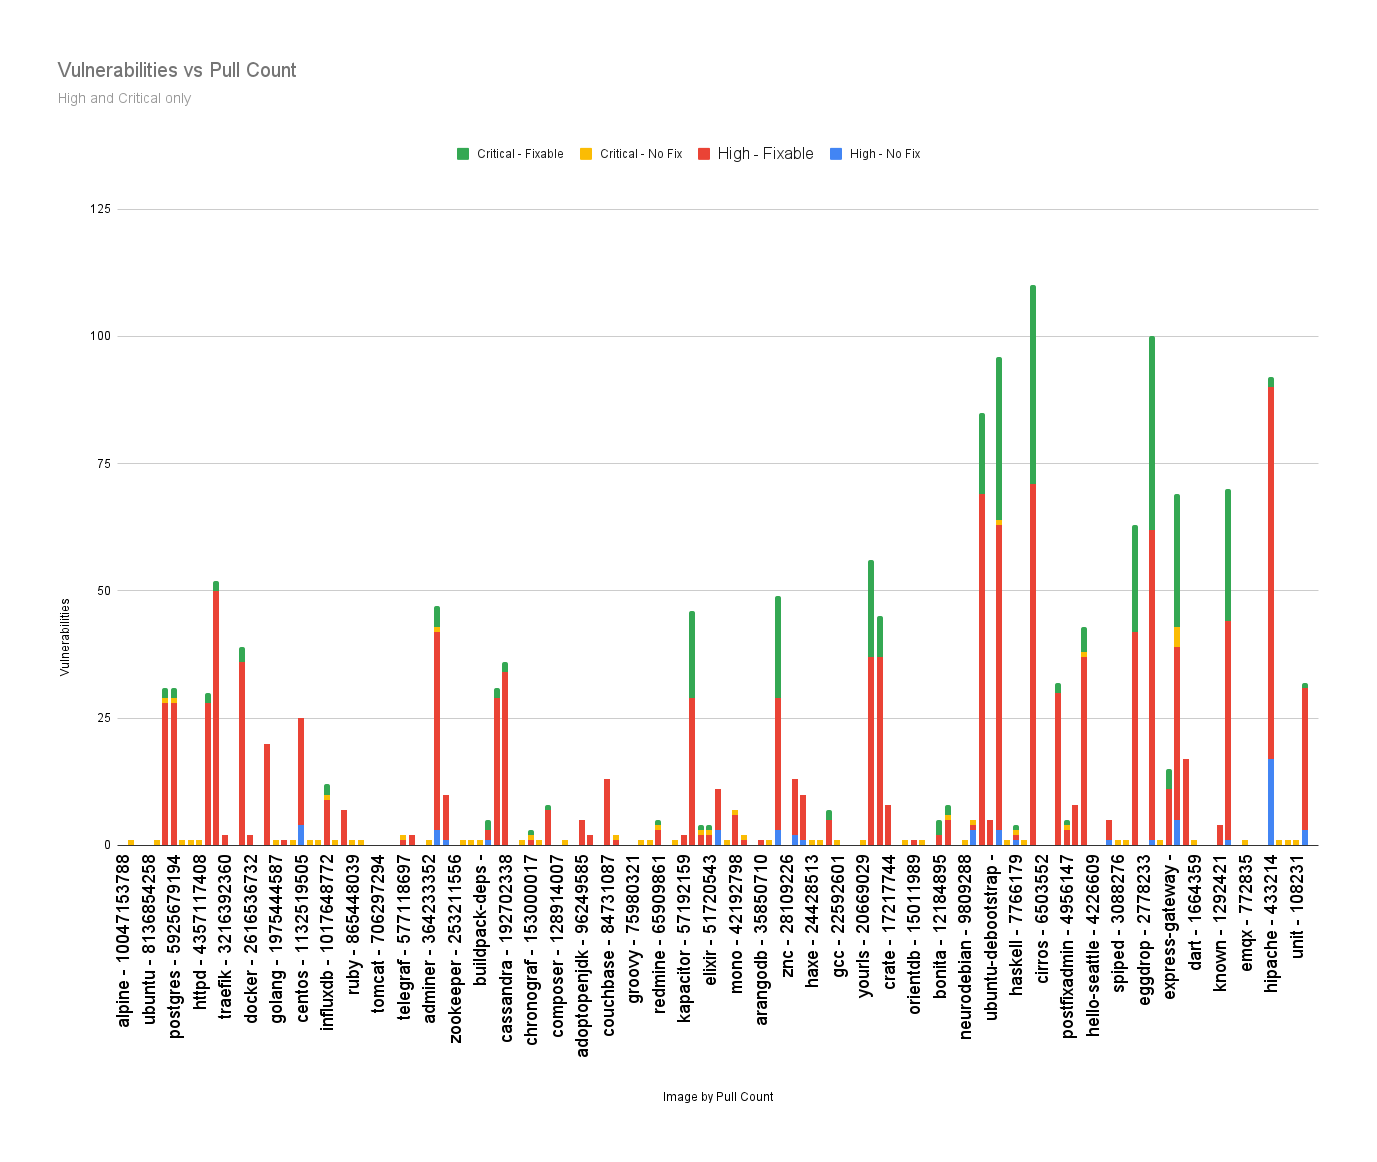 Vulnerabilities vs Pull Count
High and Critical only
Critical - Fixable
Critical - No Fix
High - Fixable
High - No Fix
125
100
75
50
25
0
Vulnerabilities
alpine - 10047153788
ubuntu - 8136854258
postgres - 5925679194
httpd - 4357117408
traefik - 3216392360
docker - 2616536732
golang - 1975444587
centos - 1132519505
influxdb - 1017648772
ruby - 865448039
tomcat - 706297294
telegraf - 577118697
adminer - 364233352
zookeeper - 253211556
buildpack-deps -
cassandra - 192702338
chronograf - 153000017
composer - 128914007
adoptopenjdk - 96249585
couchbase - 84731087
groovy - 75980321
redmine - 65909861
kapacitor - 57192159
elixir - 51720543
mono - 42192798
arangodb - 35850710
znc - 28109226
haxe - 24428513
gcc - 22592601
yourls - 20669029
crate - 17217744
orientdb - 15011989
bonita - 12184895
neurodebian - 9809288
ubuntu-debootstrap -
haskell - 7766179
cirros - 6503552
postfixadmin - 4956147
hello-seattle - 4226609
spiped - 3088276
eggdrop - 2778233
express-gateway -
dart - 1664359
known - 1292421
emqx - 772835
hipache - 433214
unit - 108231
Image by Pull Count